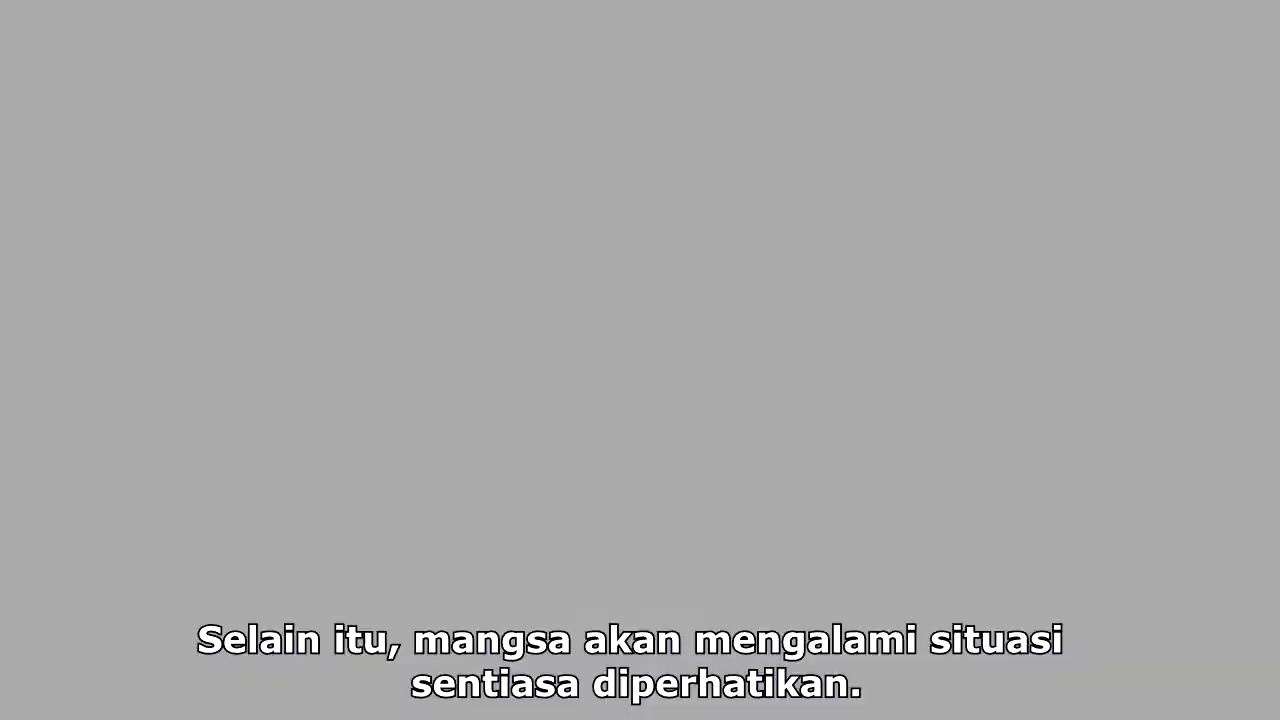 Selain itu, mangsa akan mengalami situasi
sentiasa diperhatikan.